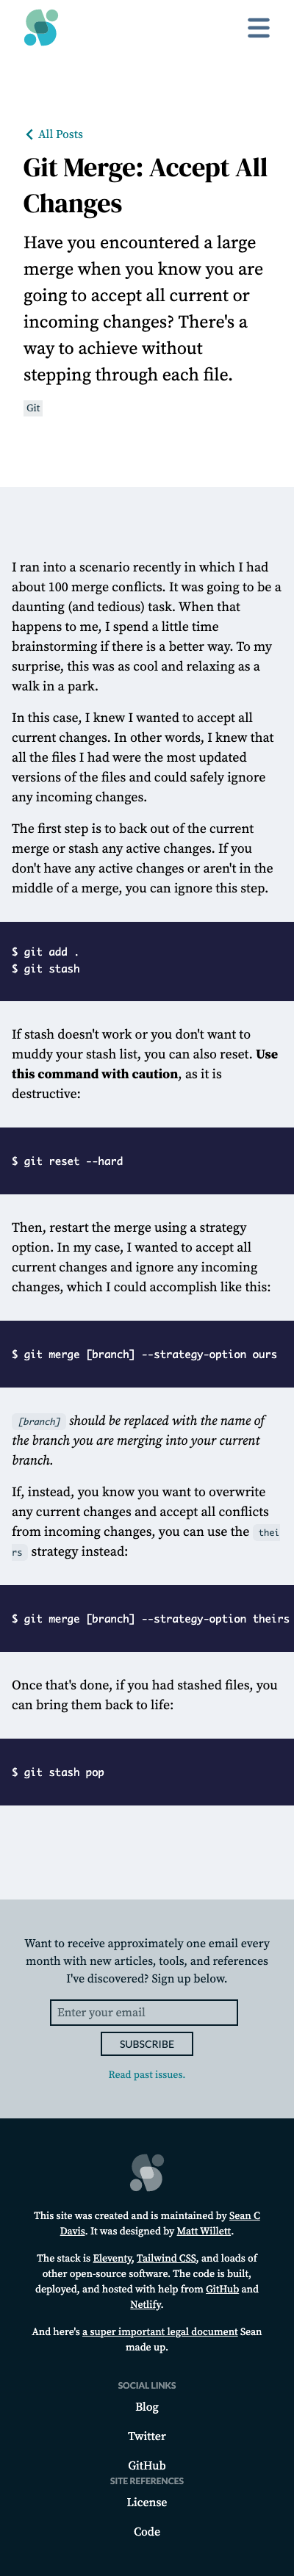 All Posts
Git Merge: Accept All
Changes
Have you encountered a large
merge when you know you are
going to accept all current or
incoming changes? There's a
way to achieve without
stepping through each file.
Git
I ran into a scenario recently in which I had
about 100 merge conflicts. It was going to be a
daunting (and tedious) task. When that
happens to me, I spend a little time
brainstorming if there is a better way. To my
surprise, this was as cool and relaxing as a
walk in a park.
In this case, I knew I wanted to accept all
current changes. In other words, I knew that
all the files I had were the most updated
versions of the files and could safely ignore
any incoming changes.
The first step is to back out of the current
merge or stash any active changes. If you
don't have any active changes or aren't in the
middle of a merge, you can ignore this step.
$ git add .
$ git stash
If stash doesn't work or you don't want to
muddy your stash list, you can also reset. Use
this command with caution, as it is
destructive:
$ git reset --hard
Then, restart the merge using a strategy
option. In my case, I wanted to accept all
current changes and ignore any incoming
changes, which I could accomplish like this:
$ git merge [branch] --strategy-option ours
[branch] should be replaced with the name of
the branch you are merging into your current
branch.
If, instead, you know you want to overwrite
any current changes and accept all conflicts
from incoming changes, you can use the thei
rs strategy instead:
$ git merge [branch] --strategy-option theirs
Once that's done, if you had stashed files, you
can bring them back to life:
$ git stash pop
Want to receive approximately one email every
month with new articles, tools, and references
I've discovered? Sign up below.
Enter your email
SUBSCRIBE
Read past issues.
This site was created and is maintained by Sean C
Davis. It was designed by Matt Willett.
The stack is Eleventy, Tailwind CSS, and loads of
other open-source software. The code is built,
deployed, and hosted with help from GitHub and
Netlify.
And here's a super important legal document Sean
made up.
SOCIAL LINKS
Blog
Twitter
GitHub
SITE REFERENCES
License
Code